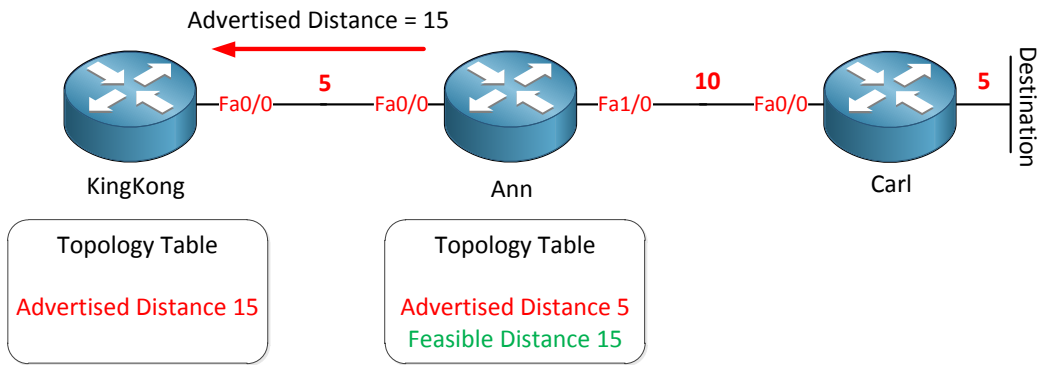 Advertised Distance = 15
5
10
5
Destination
Fa0/0
Fa0/0
Fa1/0
Fa0/0
KingKong
Ann
Carl
Topology Table
Advertised Distance 15
Topology Table
Advertised Distance 5
Feasible Distance 15